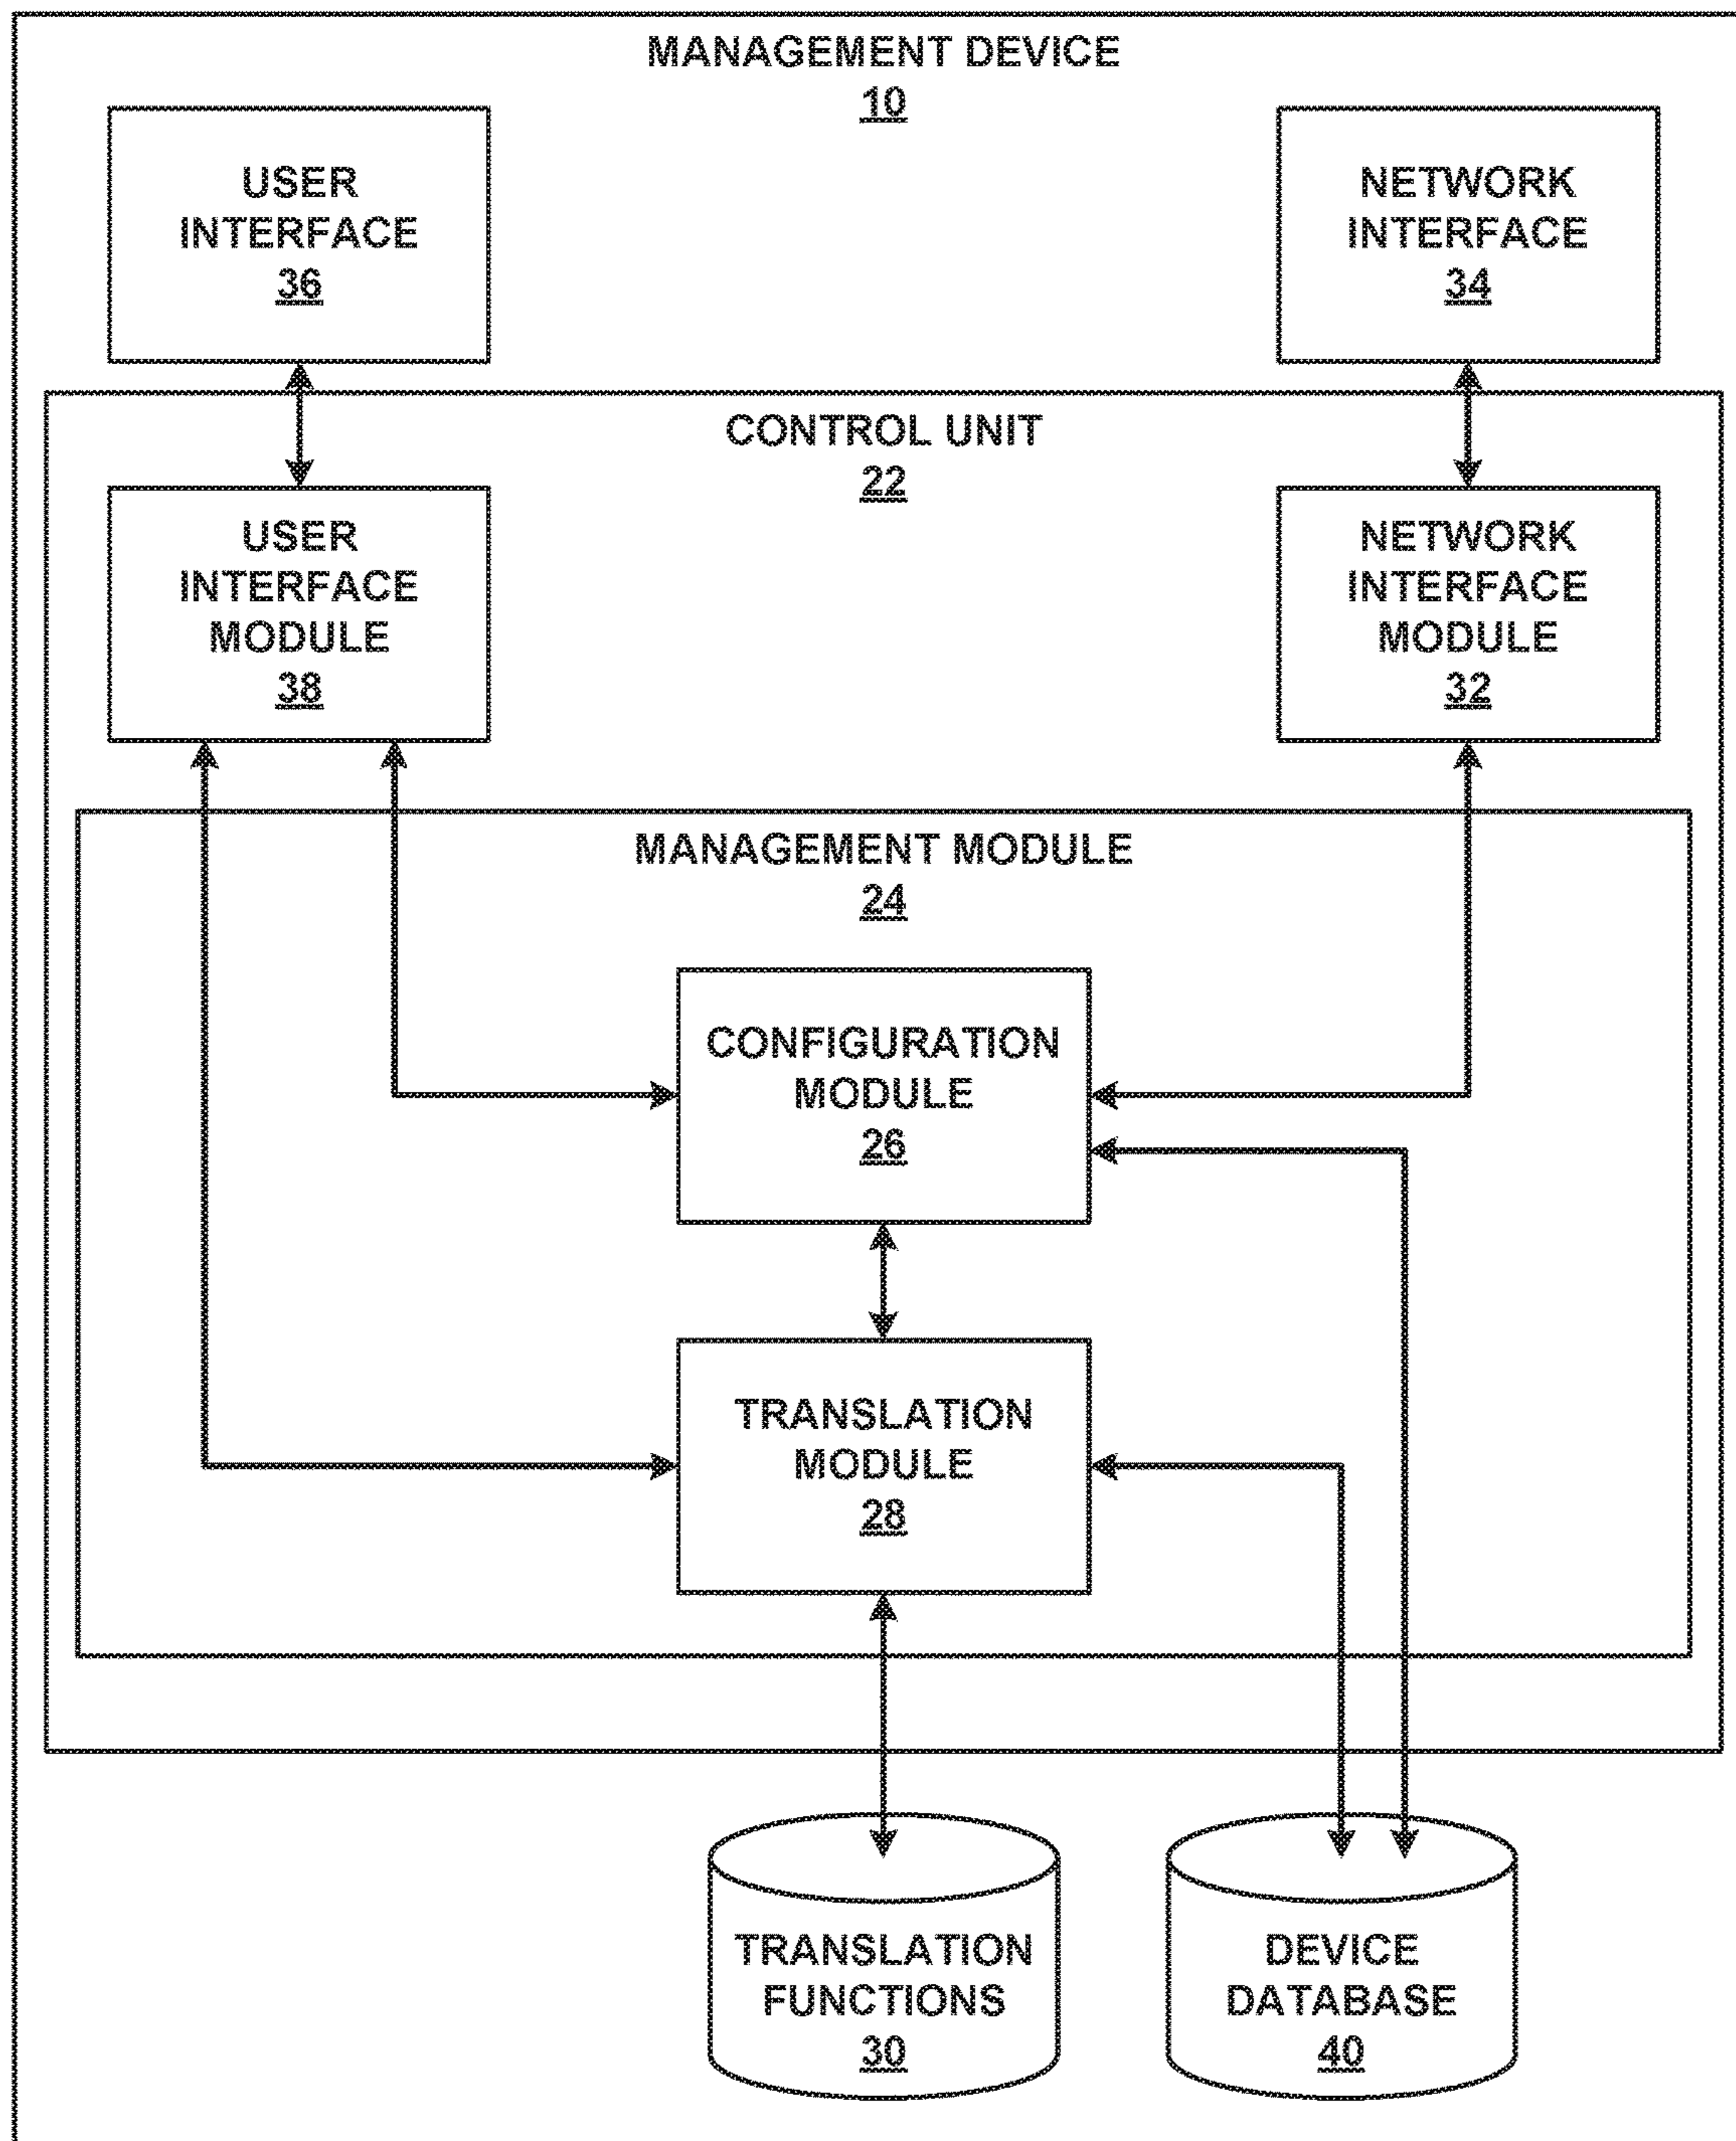 MANAGEMENT DEVICE
10
USER
INTERFACE
36
NETWORK
INTERFACE
34
CONTROL UNIT
22
USER
INTERFACE
MODULE
38
NETWORK
INTERFACE
MODULE
32
MANAGEMENT MODULE
24
CONFIGURATION
MODULE
26
TRANSLATION
MODULE
28
TRANSLATION
FUNCTIONS
30
DEVICE
DATABASE
40